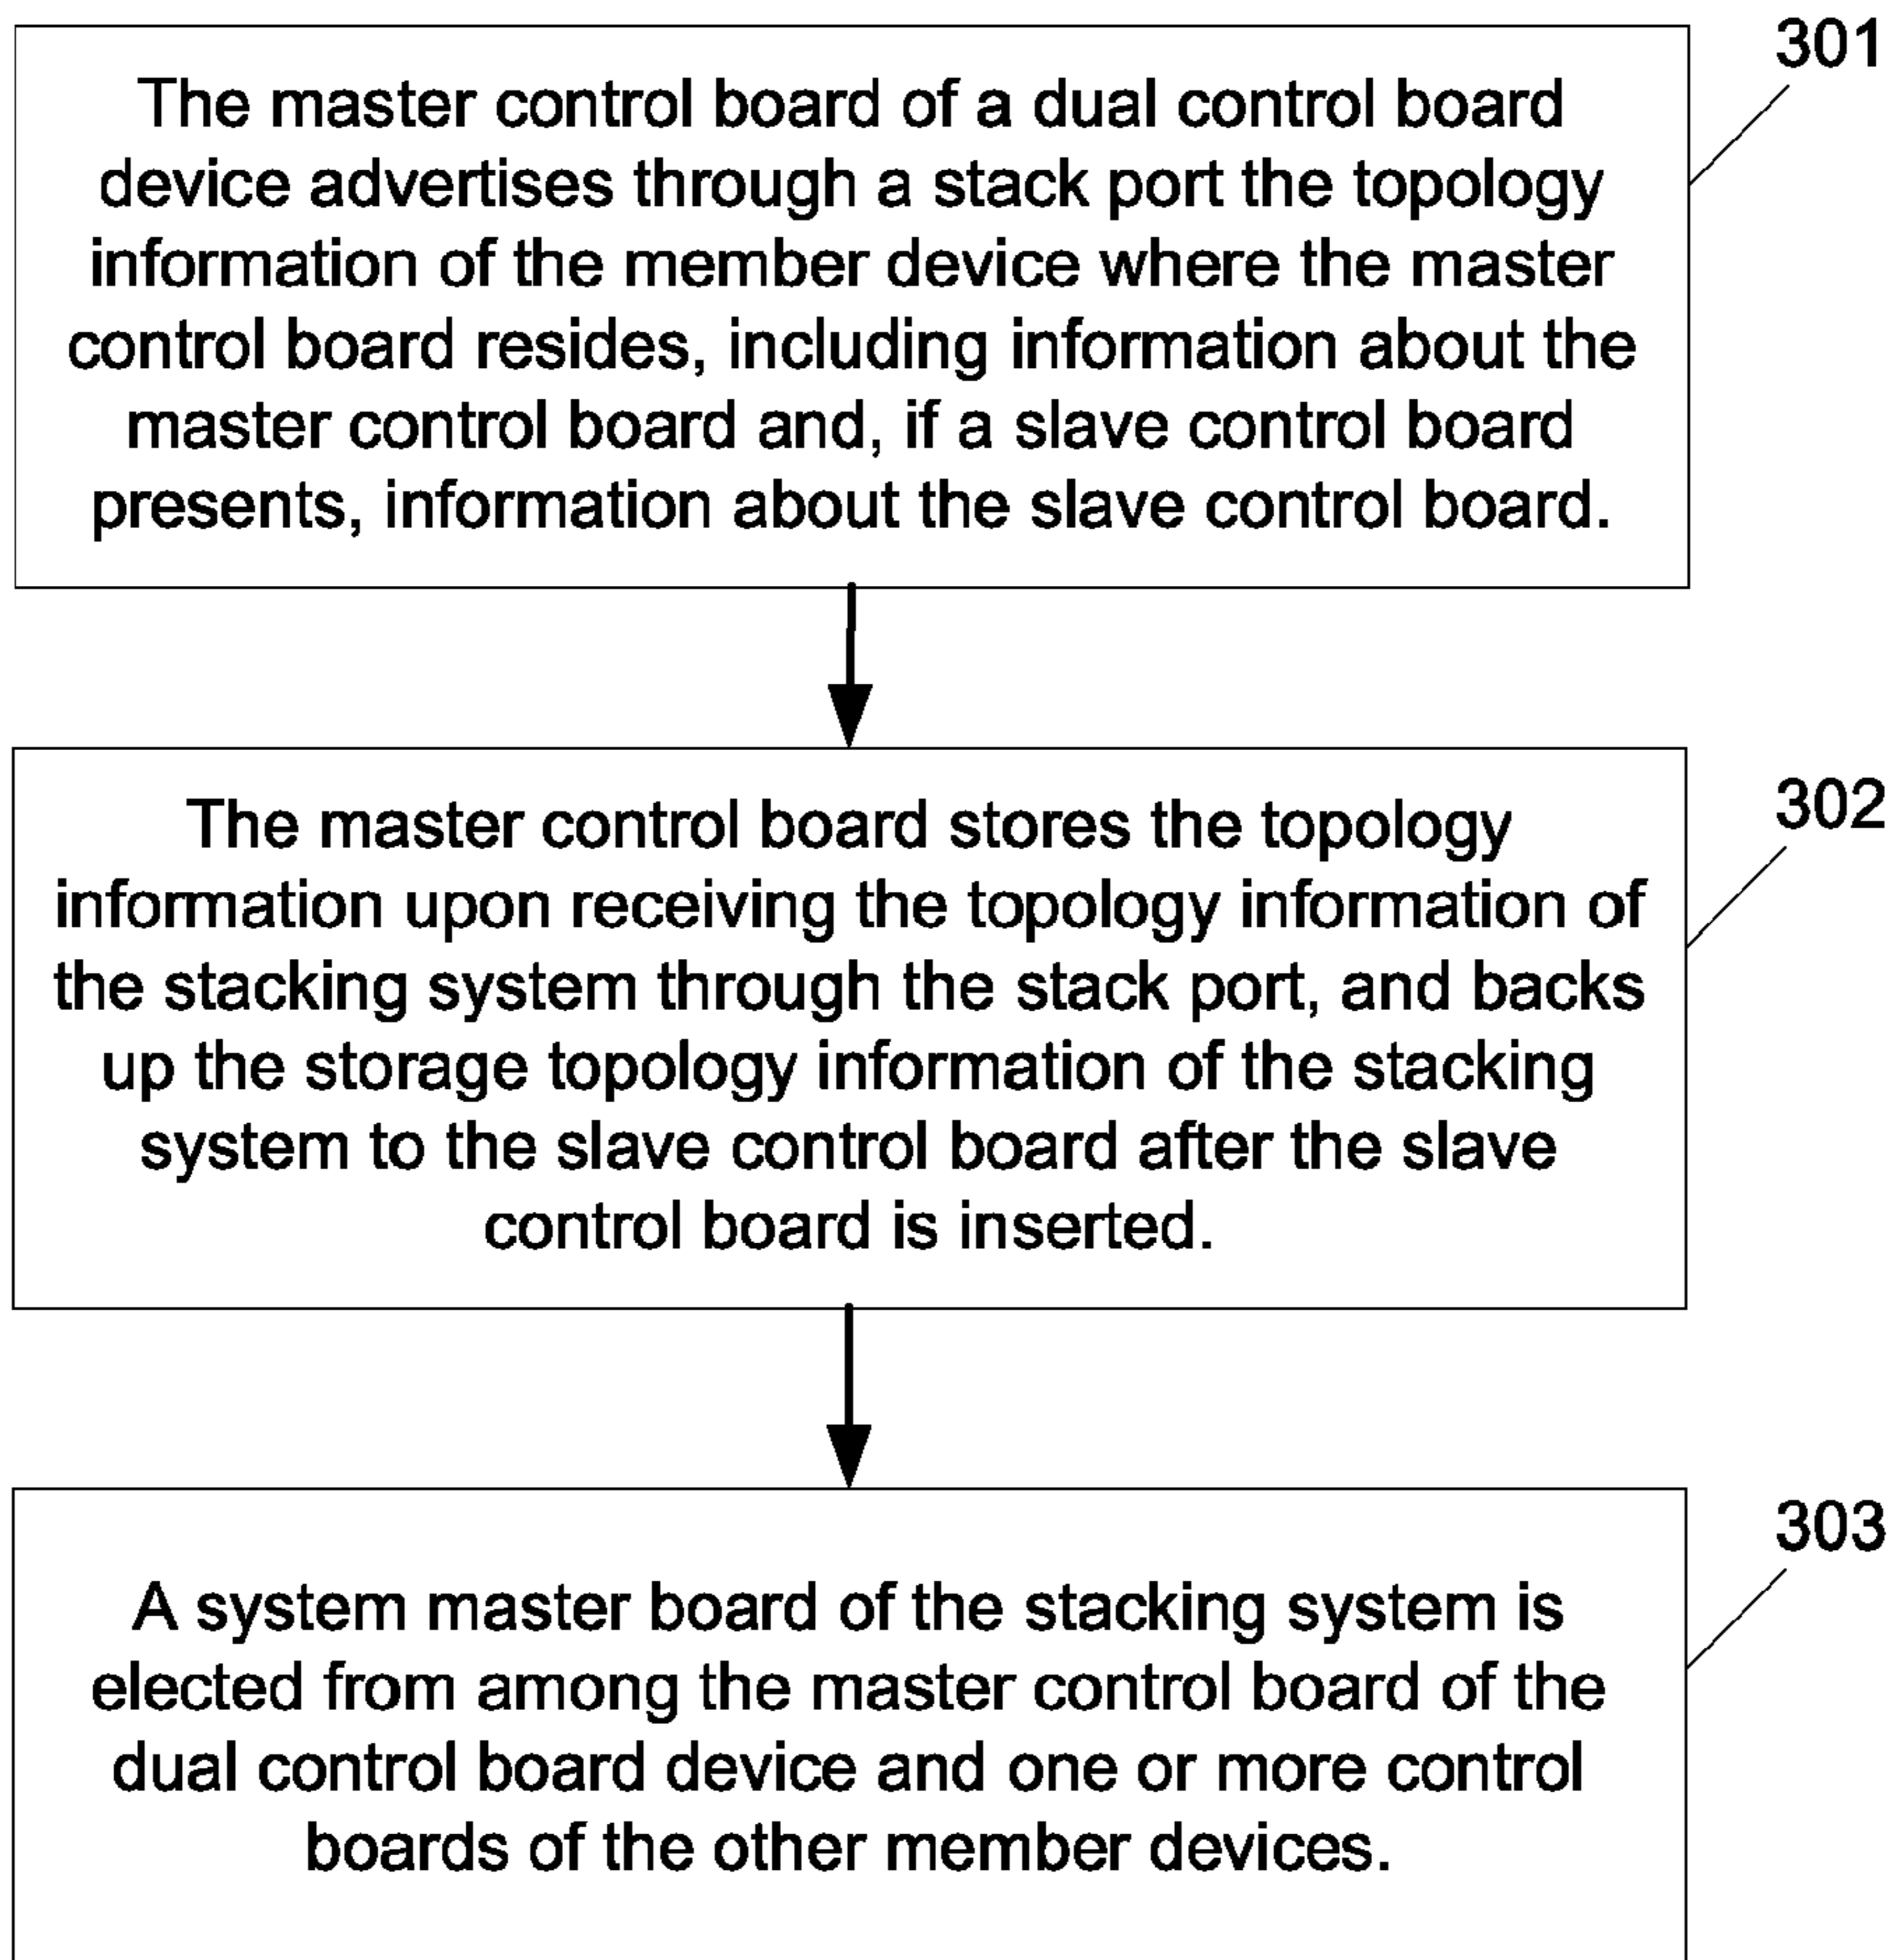 301
The master control board of a dual control board
device advertises through a stack port the topology
information of the member device where the master
control board resides, including information about the
master control board and, if a slave control board
presents, information about the slave control board.
302
The master control board stores the topology
information upon receiving the topology information of
the stacking system through the stack port, and backs
up the storage topology information of the stacking
system to the slave control board after the slave
control board is inserted.
303
A system master board of the stacking system is
elected from among the master control board of the
dual control board device and one or more control
boards of the other member devices.